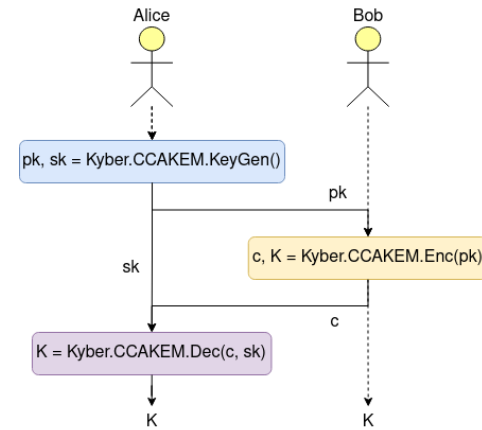 Alice
Bob
pk, sk = Kyber.CCAKEM.KeyGen()
pk
c, K = Kyber.CCAKEM.Enc(pk)
sk
c
K = Kyber.CCAKEM.Dec(c, sk)
K
K